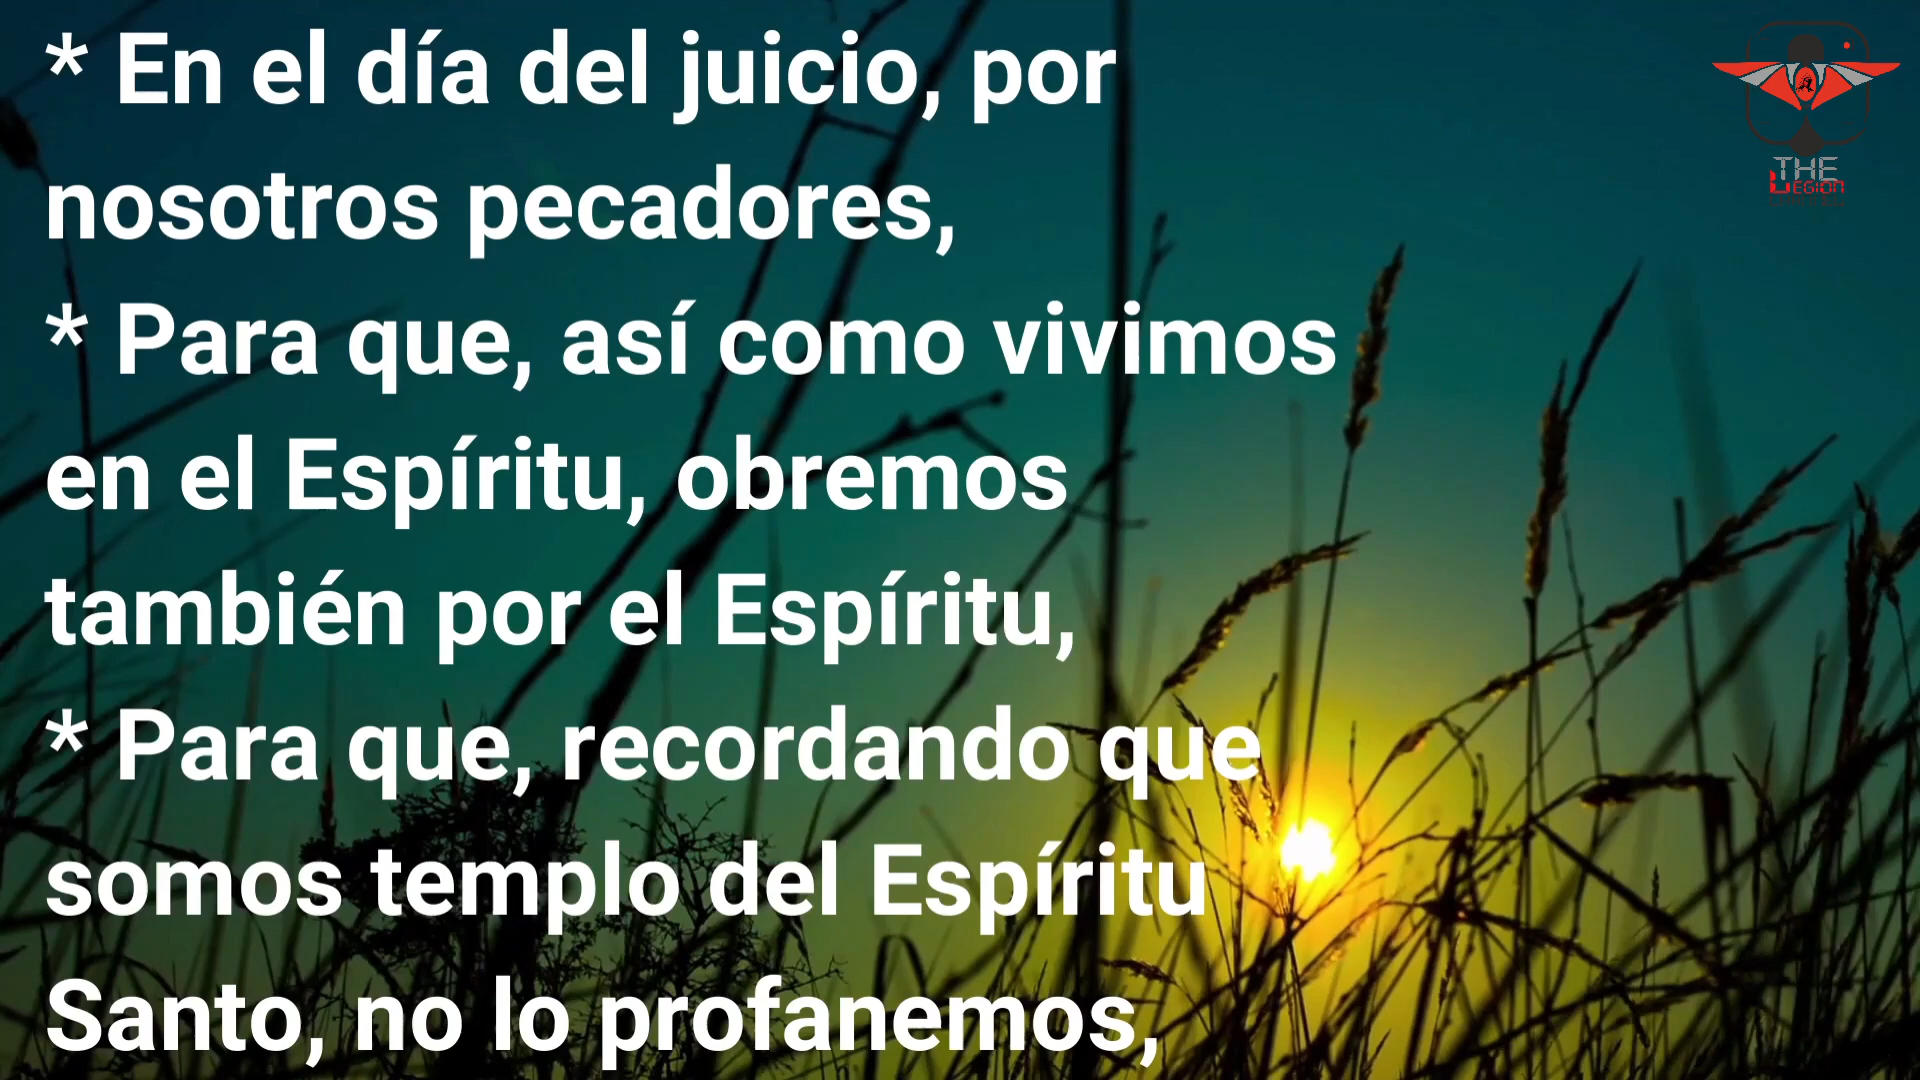 * En el día del juicio, por
nosotros pecadores,
* Para que, así como vivimos
en el Espíritu, obremos
también por el Espíritu,
* Para que, recordando que
somos templo del Espíritu
Santo, no lo profanemos,
THE
LEGION